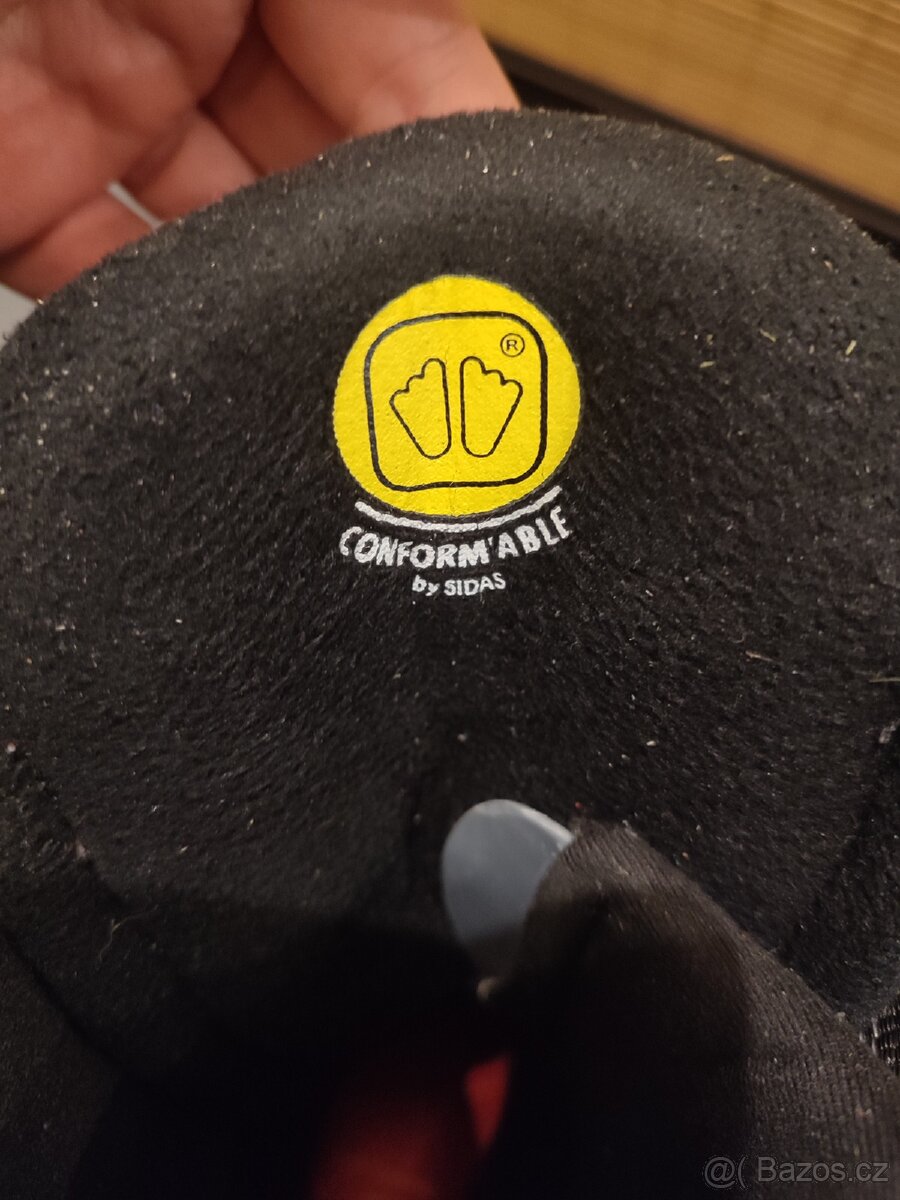 ®
CONFORM'ABLE
by SIDAS
@( Bazos.cz